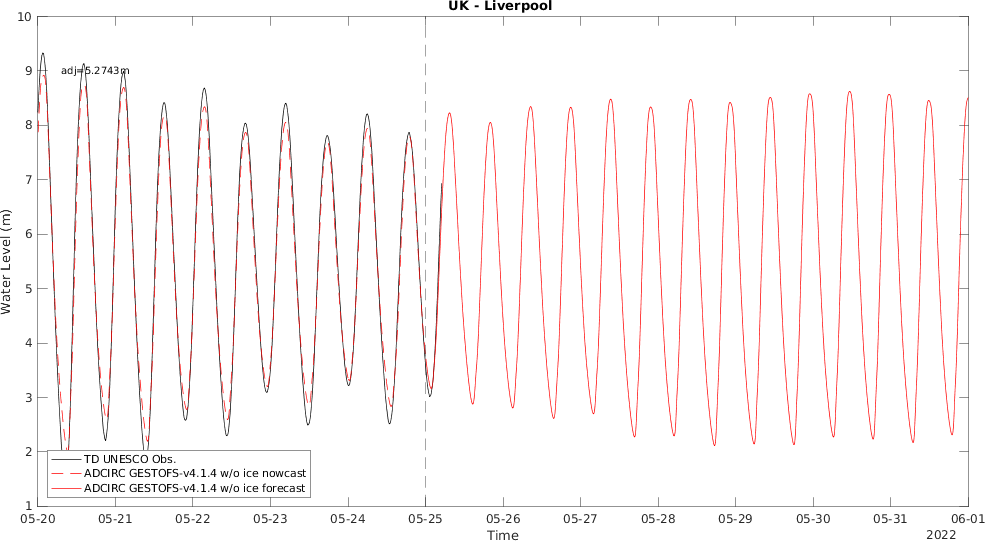 UK - Liverpool
10
9
8
7
6
5
4
3
2
1
Water Level (m)
adj=5.2743m
TD UNESCO Obs.
ADCIRC GESTOFS-v4.1.4 w/o ice nowcast
ADCIRC GESTOFS-v4.1.4 w/o ice forecast
05-20 05-21 05-22 05-23 05-24 05-25 05-26 05-27 05-28 05-29 05-30 05-31 06-01
Time
2022